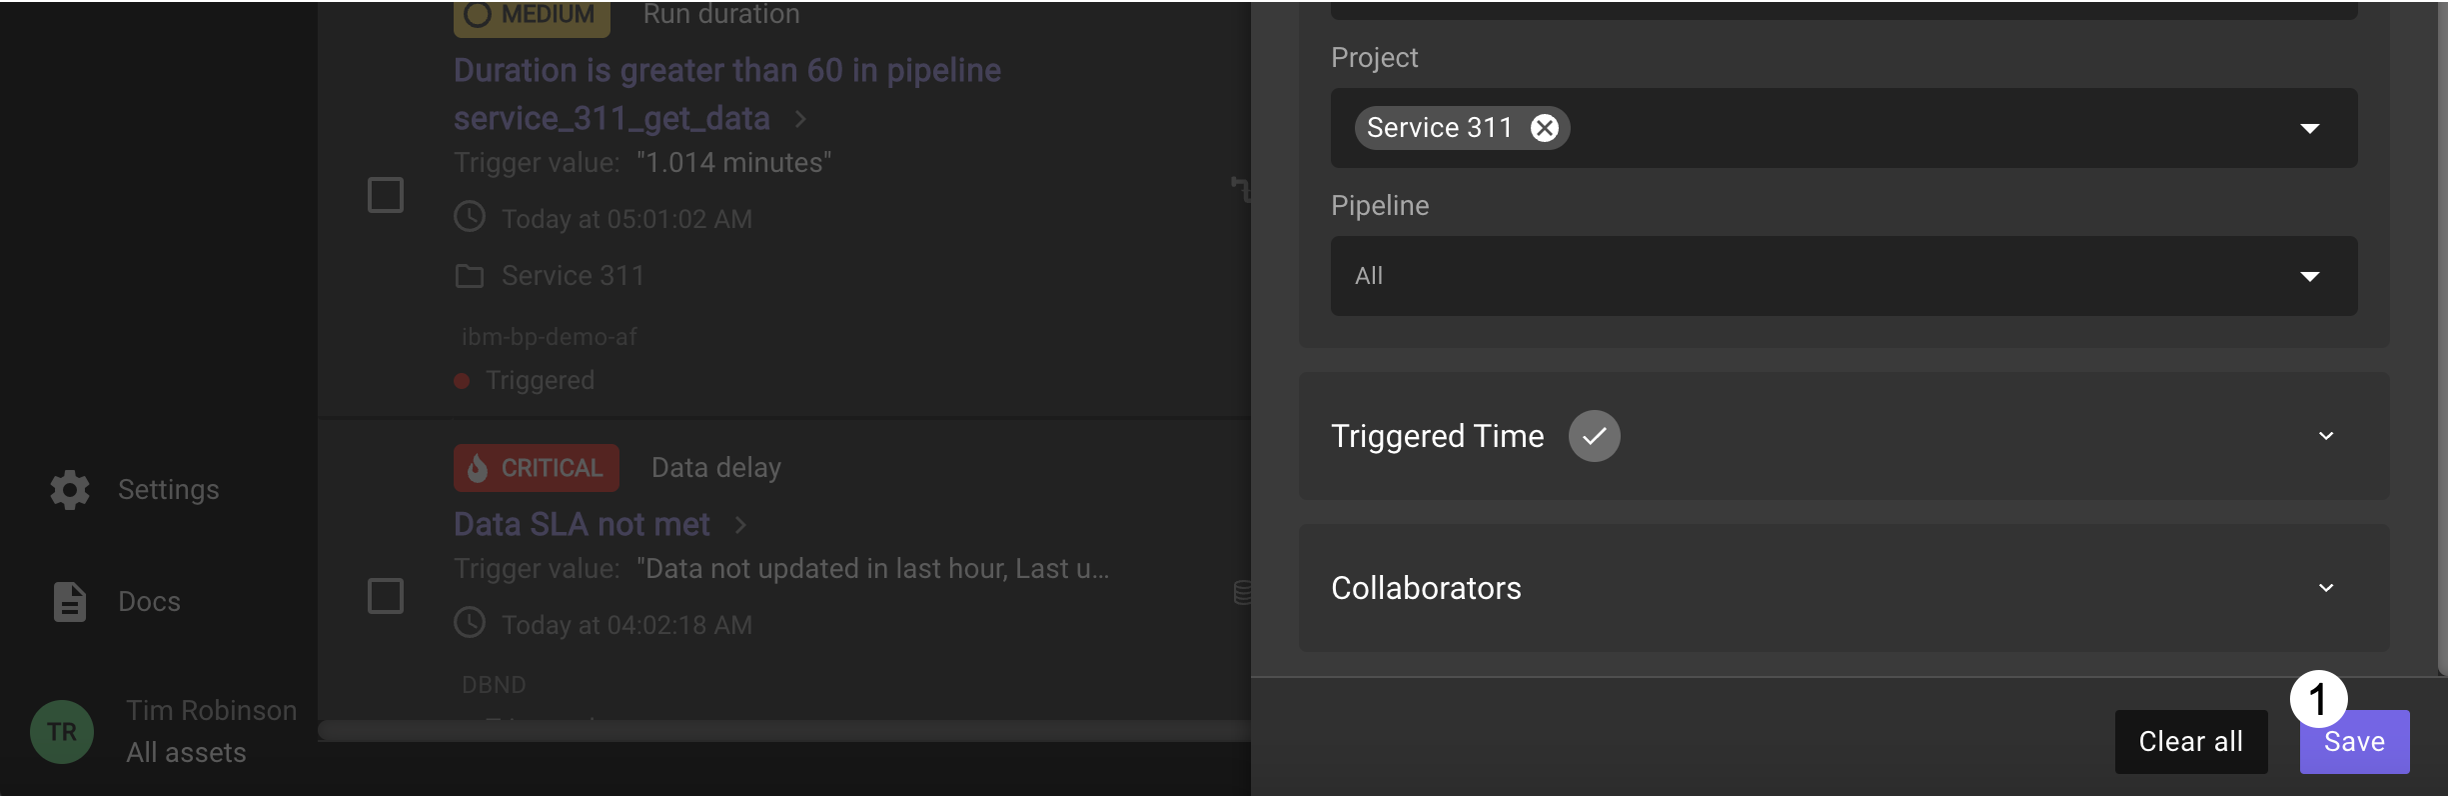 MEDIUM Run duration
Duration is greater than 60 in pipeline
service_311_get_data
Trigger value: "1.014 minutes"
Today at 05:01:02 AM
Service 311
ibm-bp-demo-af
Triggered
CRITICAL Data delay
Data SLA not met
Trigger value: "Data not updated in last hour, Last u...
Today at 04:02:18 AM
DBND
Settings
Docs
TR
Tim Robinson
All assets
Project
Service 311
Pipeline
All
Triggered Time
Collaborators
1
Clear all
Save